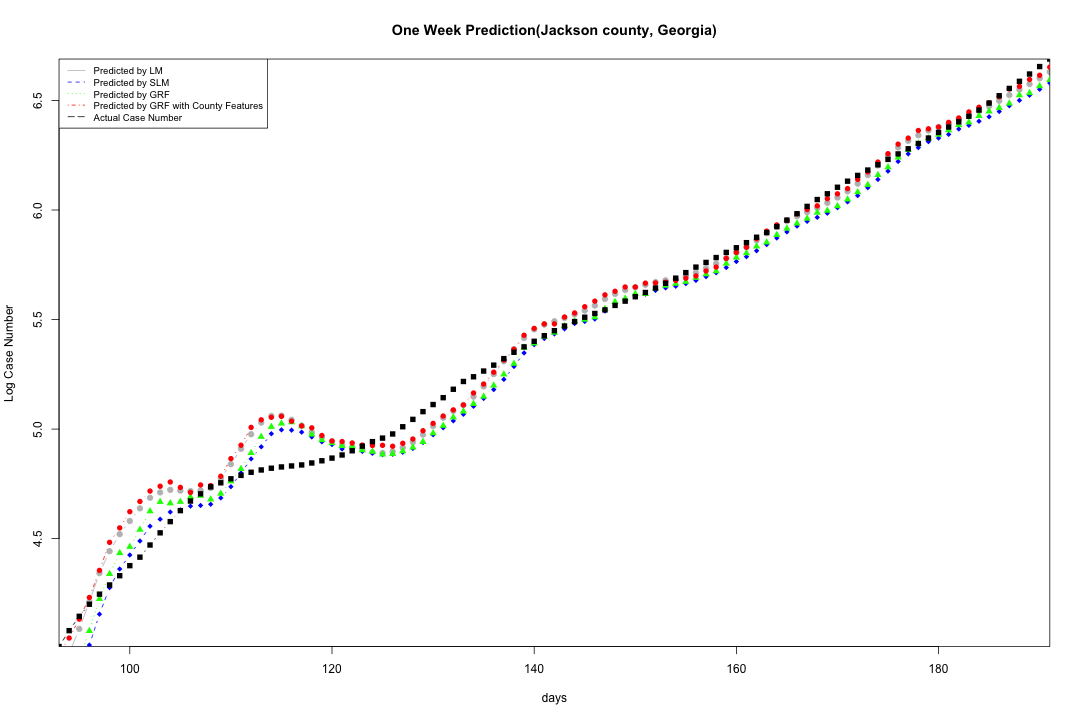 One Week Prediction(Jackson county, Georgia)
Predicted by LM
Predicted by SLM
Predicted by GRF
Predicted by GRF with County Features
Actual Case Number
Log Case Number
6.5
6.0
5.5
5.0
4.5
100 120 140 160 180
days